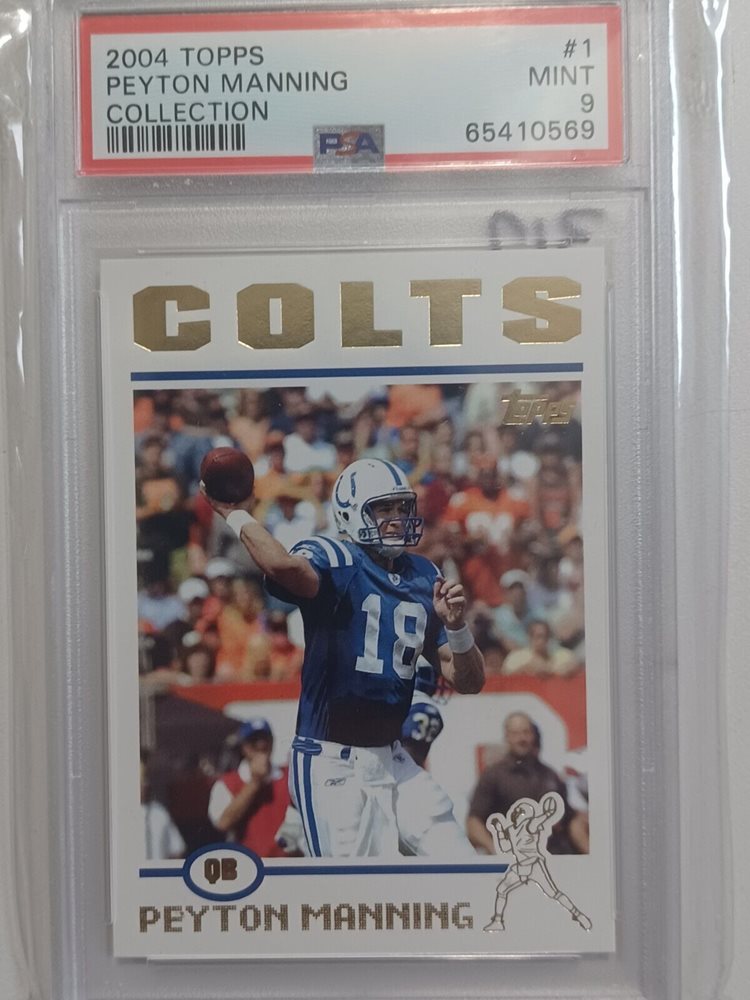 2004 TOPPS #1
PEYTON MANNING MINT
COLLECTION 9
65410569
PSA
COLTS
Topps
18
QB
PEYTON MANNING